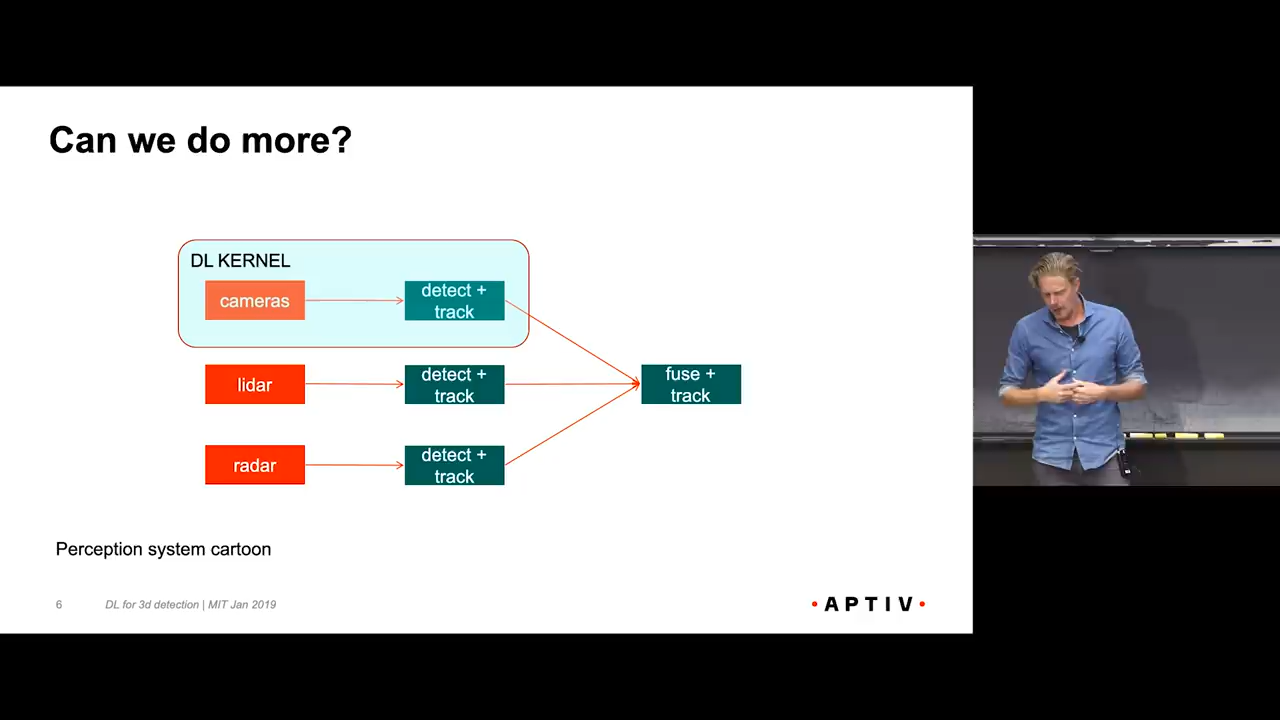 Can we do more?
DL KERNEL
cameras
detect +
track
lidar
detect +
track
fuse +
track
radar
detect +
track
Perception system cartoon
6
DL for 3d detection | MIT Jan 2019
APTIV